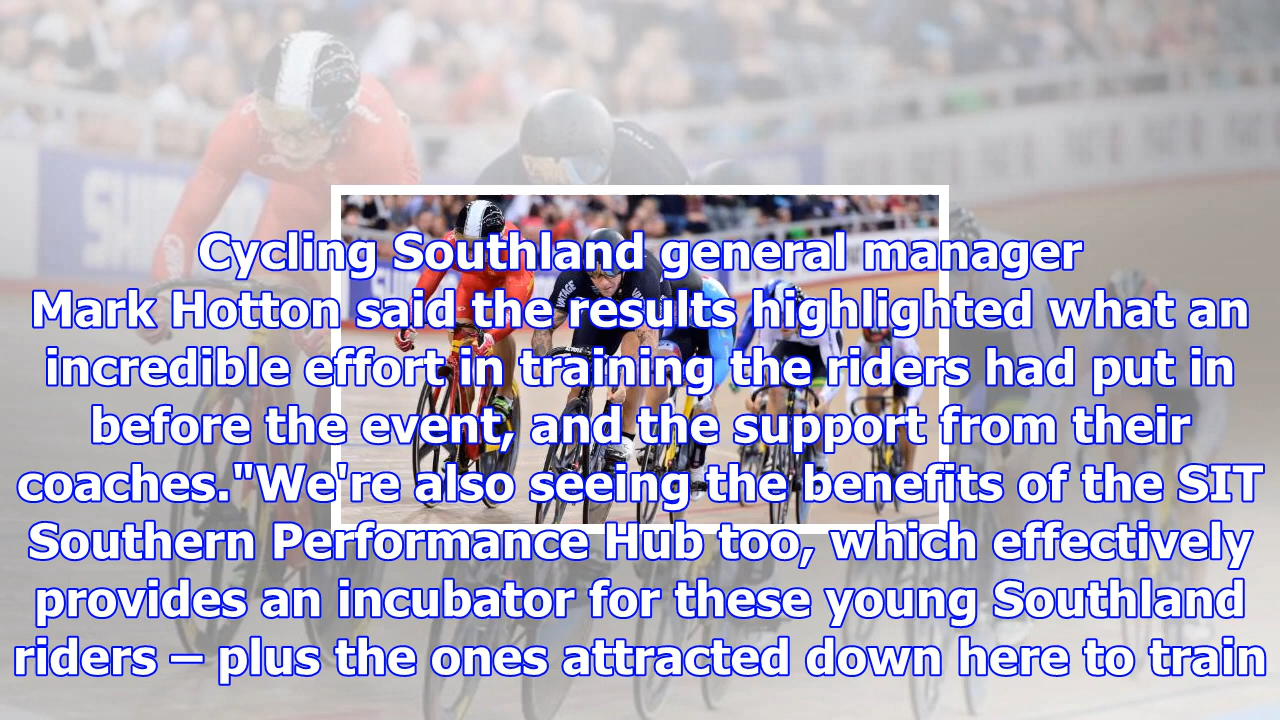 Cycling Southland general manager
Mark Hotton said the results highlighted what an
incredible effort in training the riders had put in
before the event, and the support from their
coaches."We're also seeing the benefits of the SIT
Southern Performance Hub too, which effectively
provides an incubator for these young Southland
riders – plus the ones attracted down here to train